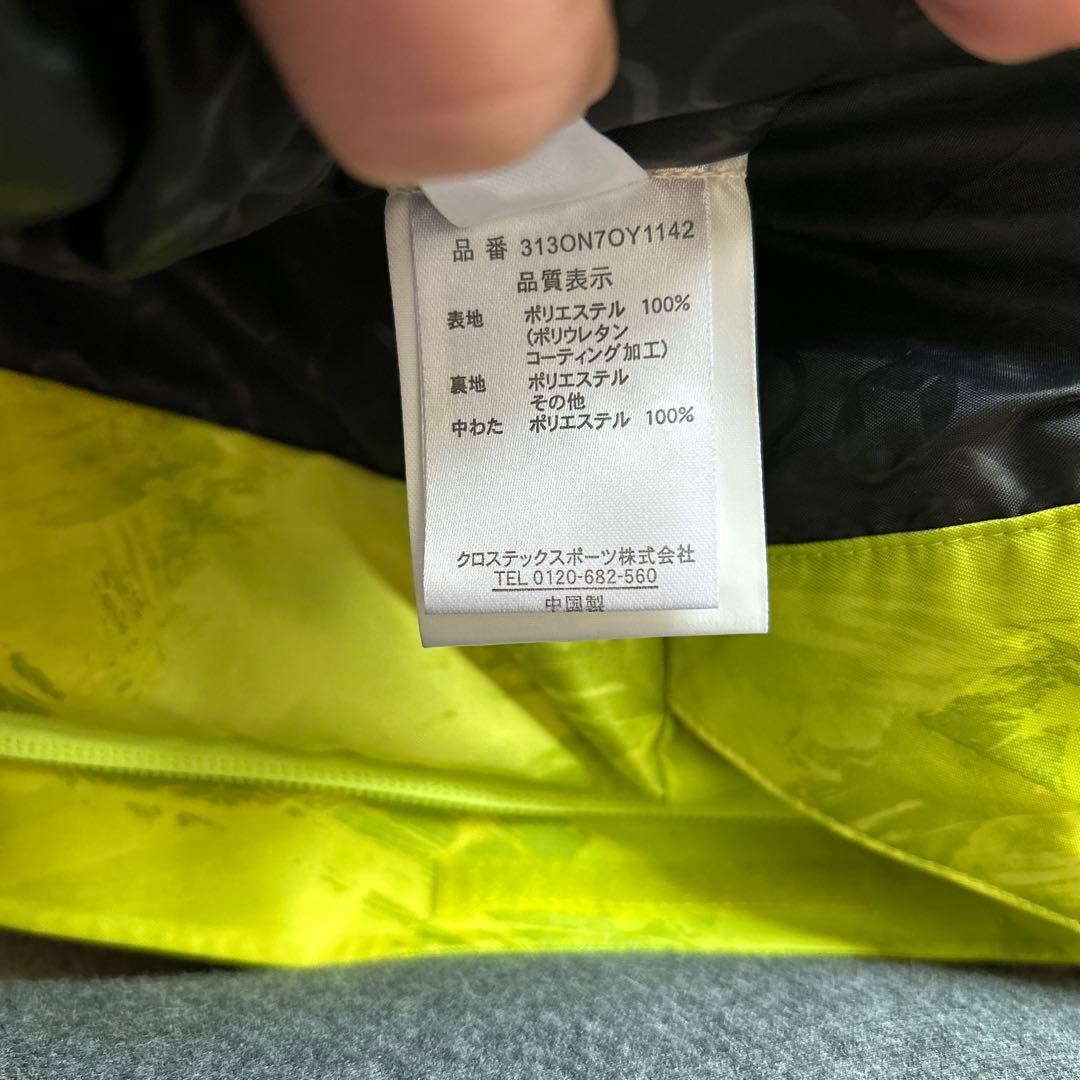 品番 313ON7OY1142
品質表示
表地 ポリエステル 100%
(ポリウレタン
コーティング加工)
裏地 ポリエステル
その他
中わた ポリエステル 100%
クロステックスポーツ株式会社
TEL 0120-682-560
中国製